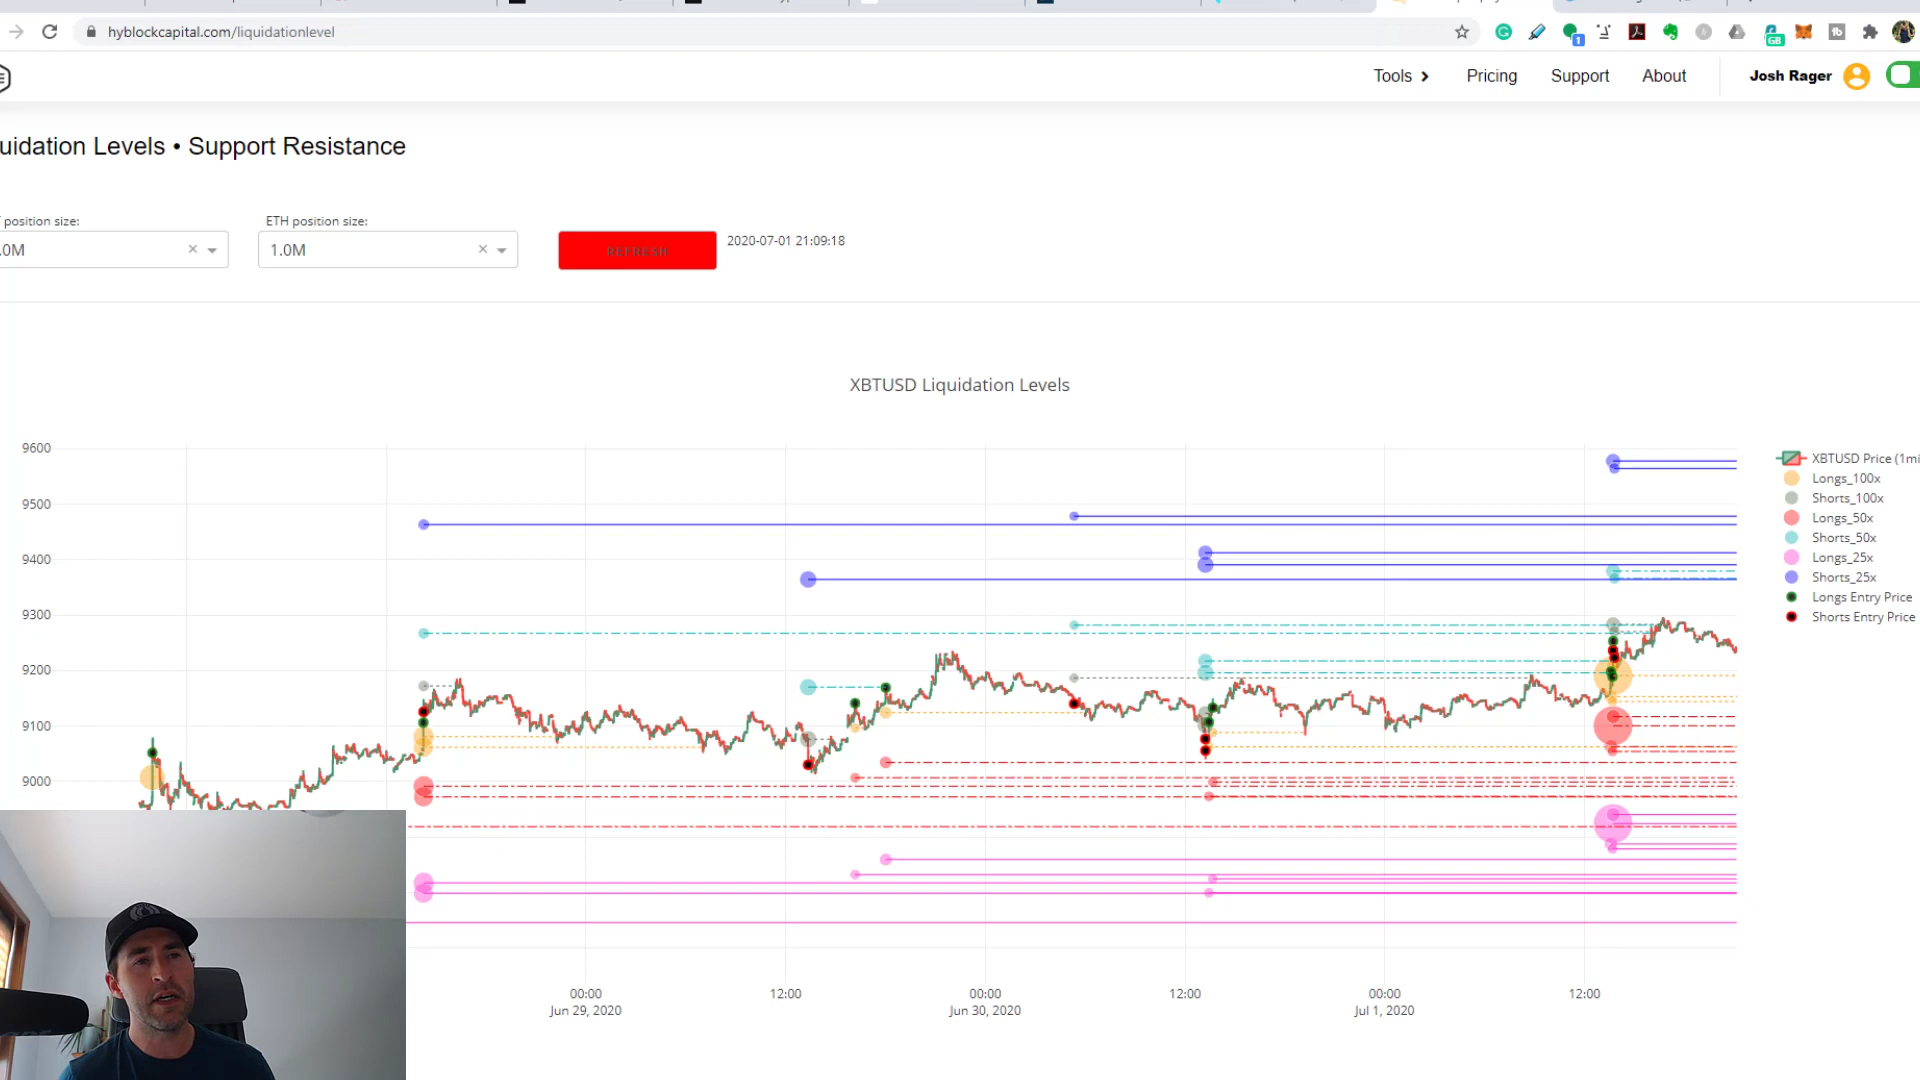 hyblockcapital.com/liquidationlevel
1
GB
Tools
Pricing
Support
About
Josh Rager
uidation Levels • Support Resistance
position size:
ETH position size:
.0M
1.0M
REFRESH
2020-07-01 21:09:18
XBTUSD Liquidation Levels
9600
9500
9400
9300
9200
9100
9000
XBTUSD Price (1mi
Longs_100x
Shorts_100x
Longs_50x
Shorts_50x
Longs_25x
Shorts_25x
Longs Entry Price
Shorts Entry Price
00:00
Jun 29, 2020
12:00
00:00
Jun 30, 2020
12:00
00:00
Jul 1, 2020
12:00